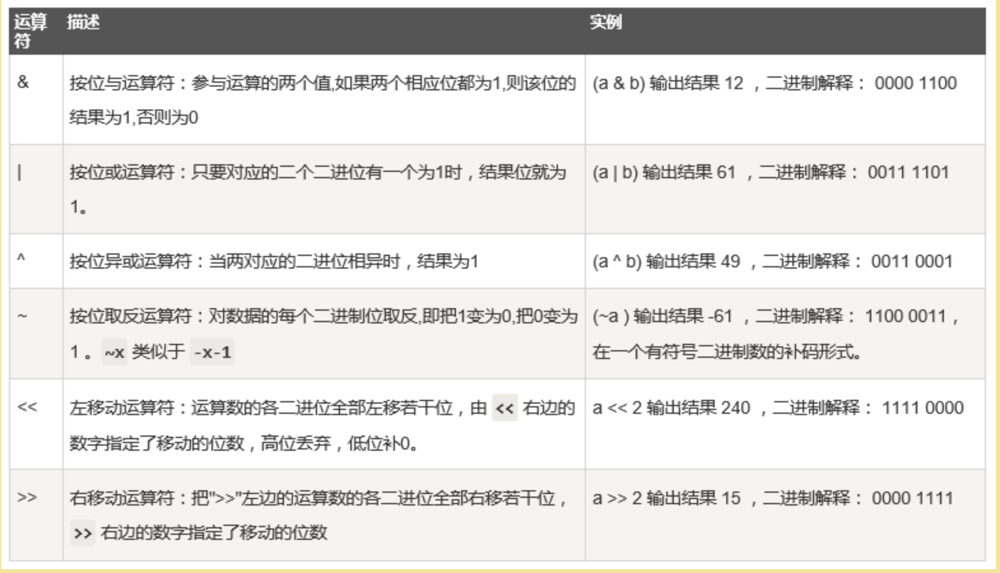 运算符 描述 实例
& 按位与运算符：参与运算的两个值,如果两个相应位都为1,则该位的 (a & b) 输出结果 12 ，二进制解释： 0000 1100
结果为1,否则为0
| 按位或运算符：只要对应的二个二进位有一个为1时，结果位就为 (a | b) 输出结果 61 ，二进制解释： 0011 1101
1。
^ 按位异或运算符：当两对应的二进位相异时，结果为1 (a ^ b) 输出结果 49 ，二进制解释： 0011 0001
~ 按位取反运算符：对数据的每个二进制位取反,即把1变为0,把0变为 (~a ) 输出结果 -61 ，二进制解释： 1100 0011，
1 。~x 类似于 -x-1 在一个有符号二进制数的补码形式。
<< 左移动运算符：运算数的各二进位全部左移若干位，由 << 右边的 a << 2 输出结果 240 ，二进制解释： 1111 0000
数字指定了移动的位数，高位丢弃，低位补0。
>> 右移动运算符：把">>"左边的运算数的各二进位全部右移若干位， a >> 2 输出结果 15 ，二进制解释： 0000 1111
>> 右边的数字指定了移动的位数